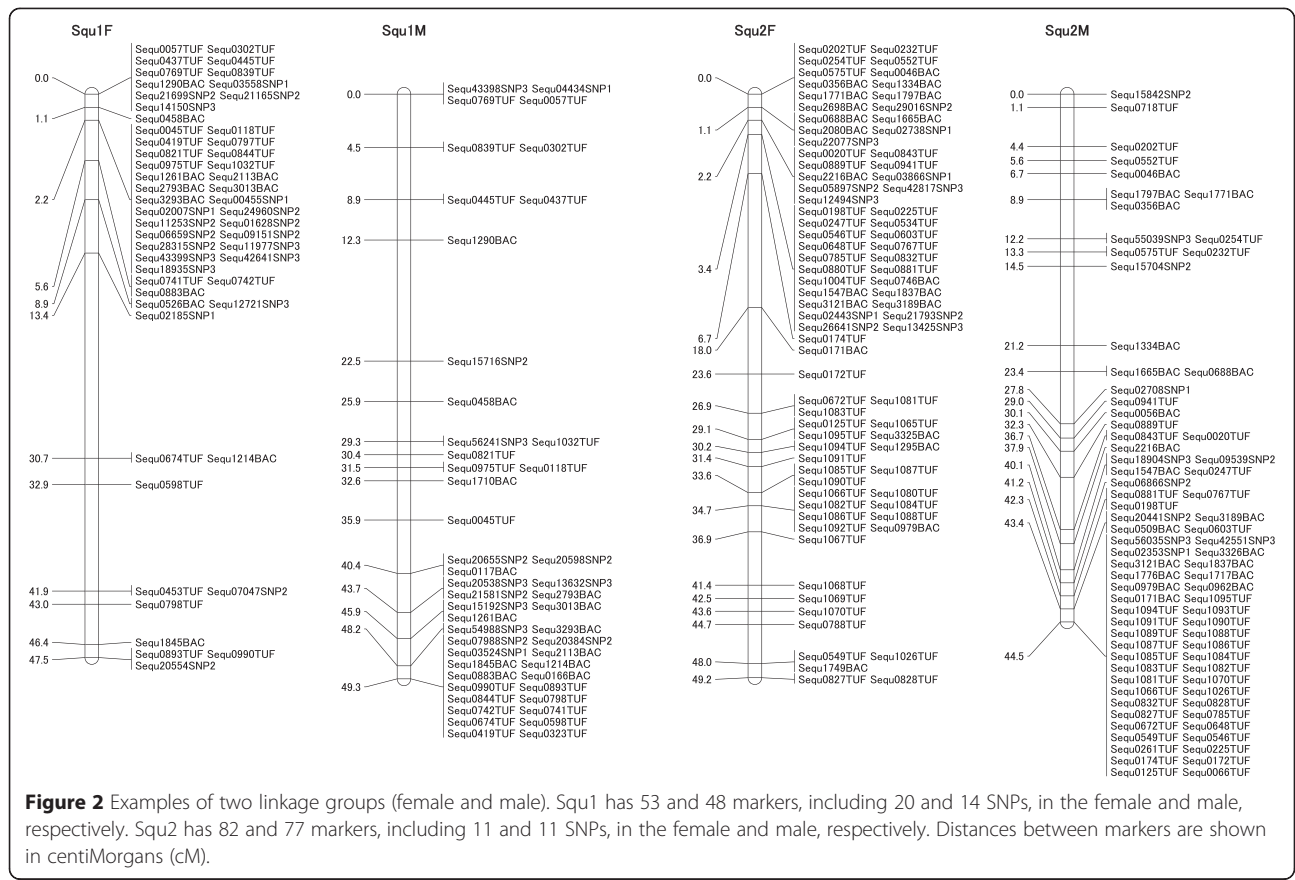 Squ1F
Sequ0057TUF Sequ0302TUF
Sequ0437TUF Sequ0445TUF
0.0 Sequ0769TUF Sequ0839TUF
Sequ1290BAC Sequ03558SNP1
Sequ21699SNP2 Sequ21165SNP2
Sequ14150SNP3
1.1 Sequ0458BAC
Sequ0045TUF Sequ0118TUF
Sequ0419TUF Sequ0797TUF
Sequ0821TUF Sequ0844TUF
Sequ0975TUF Sequ1032TUF
Sequ1261BAC Sequ2113BAC
Sequ2793BAC Sequ3013BAC
2.2 Sequ3293BAC Sequ00455SNP1
Sequ02007SNP1 Sequ24960SNP2
Sequ11253SNP2 Sequ01628SNP2
Sequ06659SNP2 Sequ09151SNP2
Sequ28315SNP2 Sequ11977SNP3
Sequ43399SNP3 Sequ42641SNP3
Sequ18935SNP3
5.6 Sequ0741TUF Sequ0742TUF
Sequ0883BAC
8.9 Sequ0526BAC Sequ12721SNP3
13.4 Sequ02185SNP1
30.7 Sequ0674TUF Sequ1214BAC
32.9 Sequ0598TUF
41.9 Sequ0453TUF Sequ07047SNP2
43.0 Sequ0798TUF
46.4 Sequ1845BAC
47.5 Sequ0893TUF Sequ0990TUF
Sequ20554SNP2
Squ1M
0.0 Sequ43398SNP3 Sequ04434SNP1
Sequ0769TUF Sequ0057TUF
4.5 Sequ0839TUF Sequ0302TUF
8.9 Sequ0445TUF Sequ0437TUF
12.3 Sequ1290BAC
22.5 Sequ15716SNP2
25.9 Sequ0458BAC
29.3 Sequ56241SNP3 Sequ1032TUF
30.4 Sequ0821TUF
31.5 Sequ0975TUF Sequ0118TUF
32.6 Sequ1710BAC
35.9 Sequ0045TUF
40.4 Sequ20655SNP2 Sequ20598SNP2
Sequ0117BAC
43.7 Sequ20538SNP3 Sequ13632SNP3
Sequ21581SNP2 Sequ2793BAC
45.9 Sequ15192SNP3 Sequ3013BAC
Sequ1261BAC
48.2 Sequ54988SNP3 Sequ3293BAC
Sequ07988SNP2 Sequ20384SNP2
Sequ03524SNP1 Sequ2113BAC
Sequ1845BAC Sequ1214BAC
Sequ0883BAC Sequ0166BAC
49.3 Sequ0990TUF Sequ0893TUF
Sequ0844TUF Sequ0798TUF
Sequ0742TUF Sequ0741TUF
Sequ0674TUF Sequ0598TUF
Sequ0419TUF Sequ0323TUF
Squ2F
Sequ0202TUF Sequ0232TUF
Sequ0254TUF Sequ0552TUF
0.0 Sequ0575TUF Sequ0046BAC
Sequ0356BAC Sequ1334BAC
Sequ1771BAC Sequ1797BAC
Sequ2698BAC Sequ29016SNP2
Sequ0688BAC Sequ1665BAC
1.1 Sequ2080BAC Sequ02738SNP1
Sequ22077SNP3
Sequ0020TUF Sequ0843TUF
Sequ0889TUF Sequ0941TUF
2.2 Sequ2216BAC Sequ03866SNP1
Sequ05897SNP2 Sequ42817SNP3
Sequ12494SNP3
Sequ0198TUF Sequ0225TUF
Sequ0247TUF Sequ0534TUF
Sequ0546TUF Sequ0603TUF
Sequ0648TUF Sequ0767TUF
Sequ0785TUF Sequ0832TUF
3.4 Sequ0880TUF Sequ0881TUF
Sequ1004TUF Sequ0746BAC
Sequ1547BAC Sequ1837BAC
Sequ3121BAC Sequ3189BAC
Sequ02443SNP1 Sequ21793SNP2
Sequ26641SNP2 Sequ13425SNP3
6.7 Sequ0174TUF
18.0 Sequ0171BAC
23.6 Sequ0172TUF
26.9 Sequ0672TUF Sequ1081TUF
Sequ1083TUF
29.1 Sequ0125TUF Sequ1065TUF
Sequ1095TUF Sequ3325BAC
30.2 Sequ1094TUF Sequ1295BAC
31.4 Sequ1091TUF
33.6 Sequ1085TUF Sequ1087TUF
Sequ1090TUF
Sequ1066TUF Sequ1080TUF
34.7 Sequ1082TUF Sequ1084TUF
Sequ1086TUF Sequ1088TUF
Sequ1092TUF Sequ0979BAC
36.9 Sequ1067TUF
41.4 Sequ1068TUF
42.5 Sequ1069TUF
43.6 Sequ1070TUF
44.7 Sequ0788TUF
48.0 Sequ0549TUF Sequ1026TUF
Sequ1749BAC
49.2 Sequ0827TUF Sequ0828TUF
Squ2M
0.0 Sequ15842SNP2
1.1 Sequ0718TUF
4.4 Sequ0202TUF
5.6 Sequ0552TUF
6.7 Sequ0046BAC
8.9 Sequ1797BAC Sequ1771BAC
Sequ0356BAC
12.2 Sequ55039SNP3 Sequ0254TUF
13.3 Sequ0575TUF Sequ0232TUF
14.5 Sequ15704SNP2
21.2 Sequ1334BAC
23.4 Sequ1665BAC Sequ0688BAC
27.8 Sequ02708SNP1
29.0 Sequ0941TUF
30.1 Sequ0056BAC
32.3 Sequ0889TUF
36.7 Sequ0843TUF Sequ0020TUF
37.9 Sequ2216BAC
40.1 Sequ18904SNP3 Sequ09539SNP2
Sequ1547BAC Sequ0247TUF
41.2 Sequ06866SNP2
42.3 Sequ0881TUF Sequ0767TUF
Sequ0198TUF
43.4 Sequ20441SNP2 Sequ3189BAC
Sequ0509BAC Sequ0603TUF
Sequ56035SNP3 Sequ42551SNP3
Sequ02353SNP1 Sequ3326BAC
Sequ3121BAC Sequ1837BAC
Sequ1776BAC Sequ1717BAC
Sequ0979BAC Sequ0962BAC
Sequ0171BAC Sequ1095TUF
Sequ1094TUF Sequ1093TUF
Sequ1091TUF Sequ1090TUF
Sequ1089TUF Sequ1088TUF
Sequ1087TUF Sequ1086TUF
44.5 Sequ1085TUF Sequ1084TUF
Sequ1083TUF Sequ1082TUF
Sequ1081TUF Sequ1070TUF
Sequ1066TUF Sequ1026TUF
Sequ0832TUF Sequ0828TUF
Sequ0827TUF Sequ0785TUF
Sequ0672TUF Sequ0648TUF
Sequ0549TUF Sequ0546TUF
Sequ0261TUF Sequ0225TUF
Sequ0174TUF Sequ0172TUF
Sequ0125TUF Sequ0066TUF
Figure 2 Examples of two linkage groups (female and male). Squ1 has 53 and 48 markers, including 20 and 14 SNPs, in the female and male,
respectively. Squ2 has 82 and 77 markers, including 11 and 11 SNPs, in the female and male, respectively. Distances between markers are shown
in centiMorgans (cM).